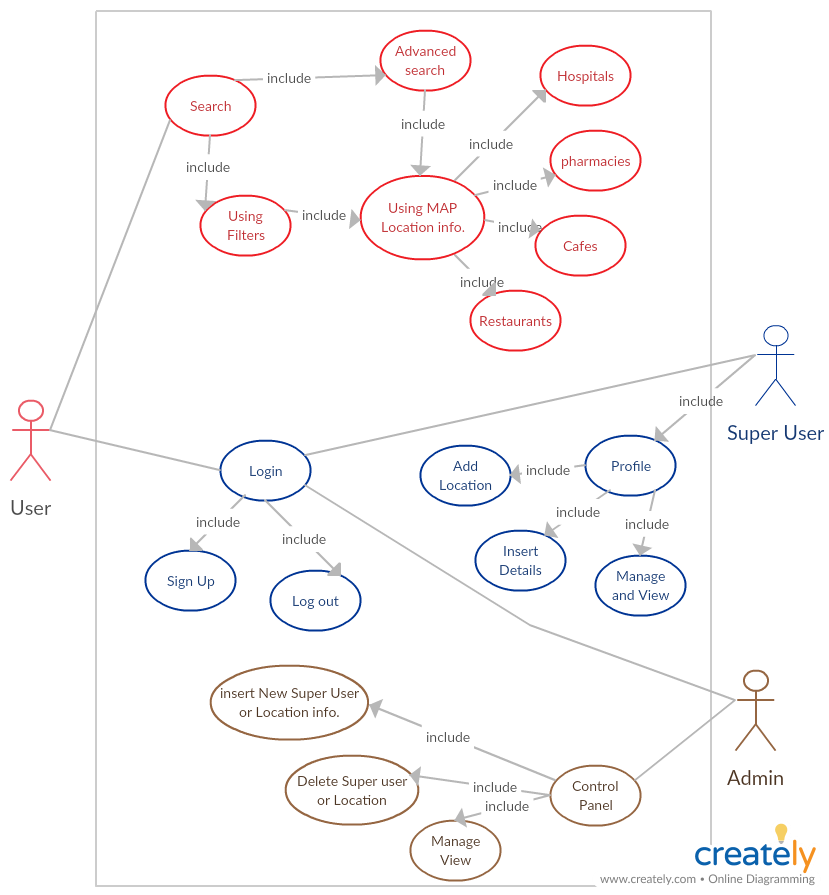 Advanced
search
include
Hospitals
Search
include
include
include
pharmacies
include
Using
Filters
include
Using MAP
Location info.
include
Cafes
include
Restaurants
include
Super User
User
Login
Add
Location
include
Profile
include
include
include
include
Sign Up
Log out
Insert
Details
Manage
and View
insert New Super User
or Location info.
include
Admin
Delete Super user
or Location
include
include
Control
Panel
Manage
View
creately
www.creately.com • Online Diagramming